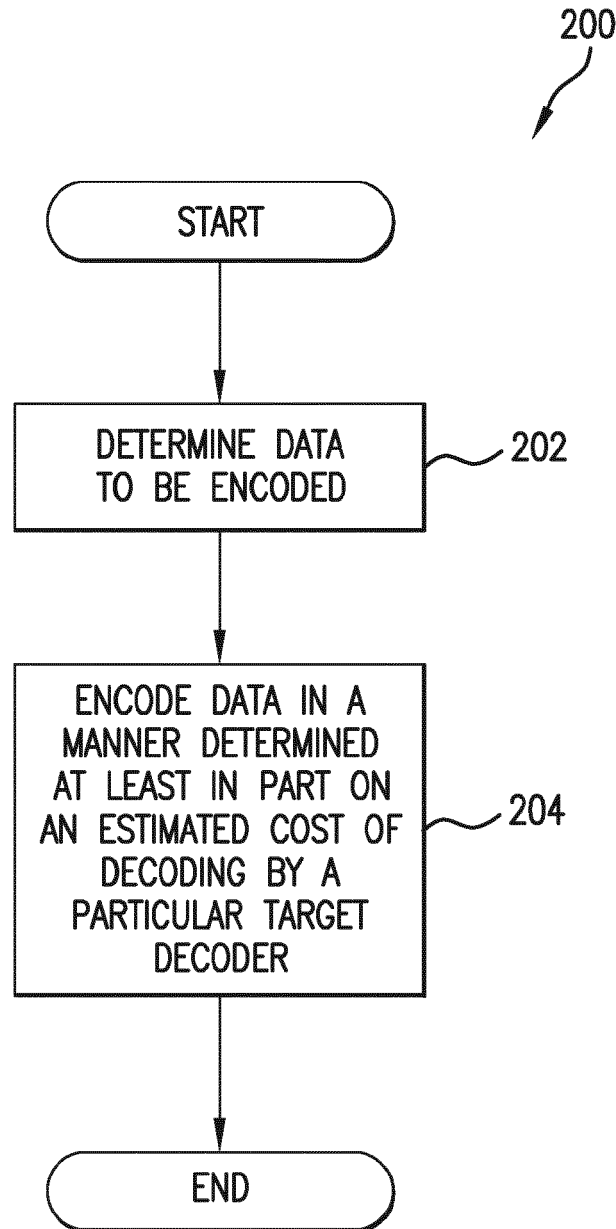 200
START
DETERMINE DATA
TO BE ENCODED
202
ENCODE DATA IN A
MANNER DETERMINED
AT LEAST IN PART ON
AN ESTIMATED COST OF
DECODING BY A
PARTICULAR TARGET
DECODER
204
END